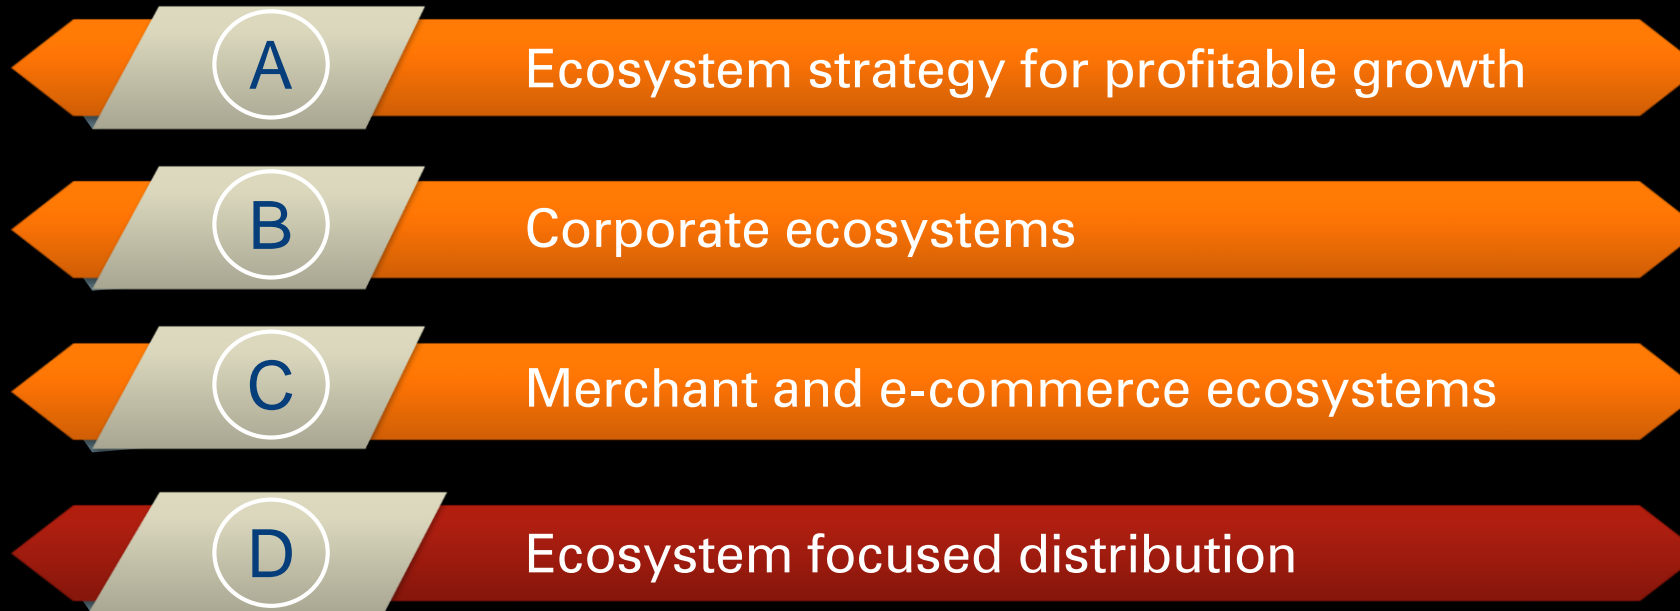 A Ecosystem strategy for profitable growth
B Corporate ecosystems
C Merchant and e-commerce ecosystems
D Ecosystem focused distribution